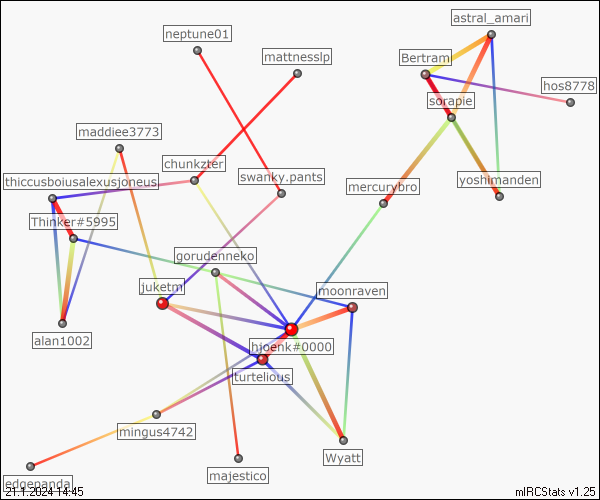 astral_amari
neptune01
mattnesslp
Bertram
hos8778
sorapie
maddiee3773
chunkzter
swanky.pants
thiccusboiusalexusjoneus
mercurybro
yoshimanden
Thinker#5995
gorudenneko
juketm
moonraven
alan1002
hjoenk#0000
turtelious
mingus4742
Wyatt
majestico
edgepanda
21.1.2024 14:45
mIRCStats v1.25